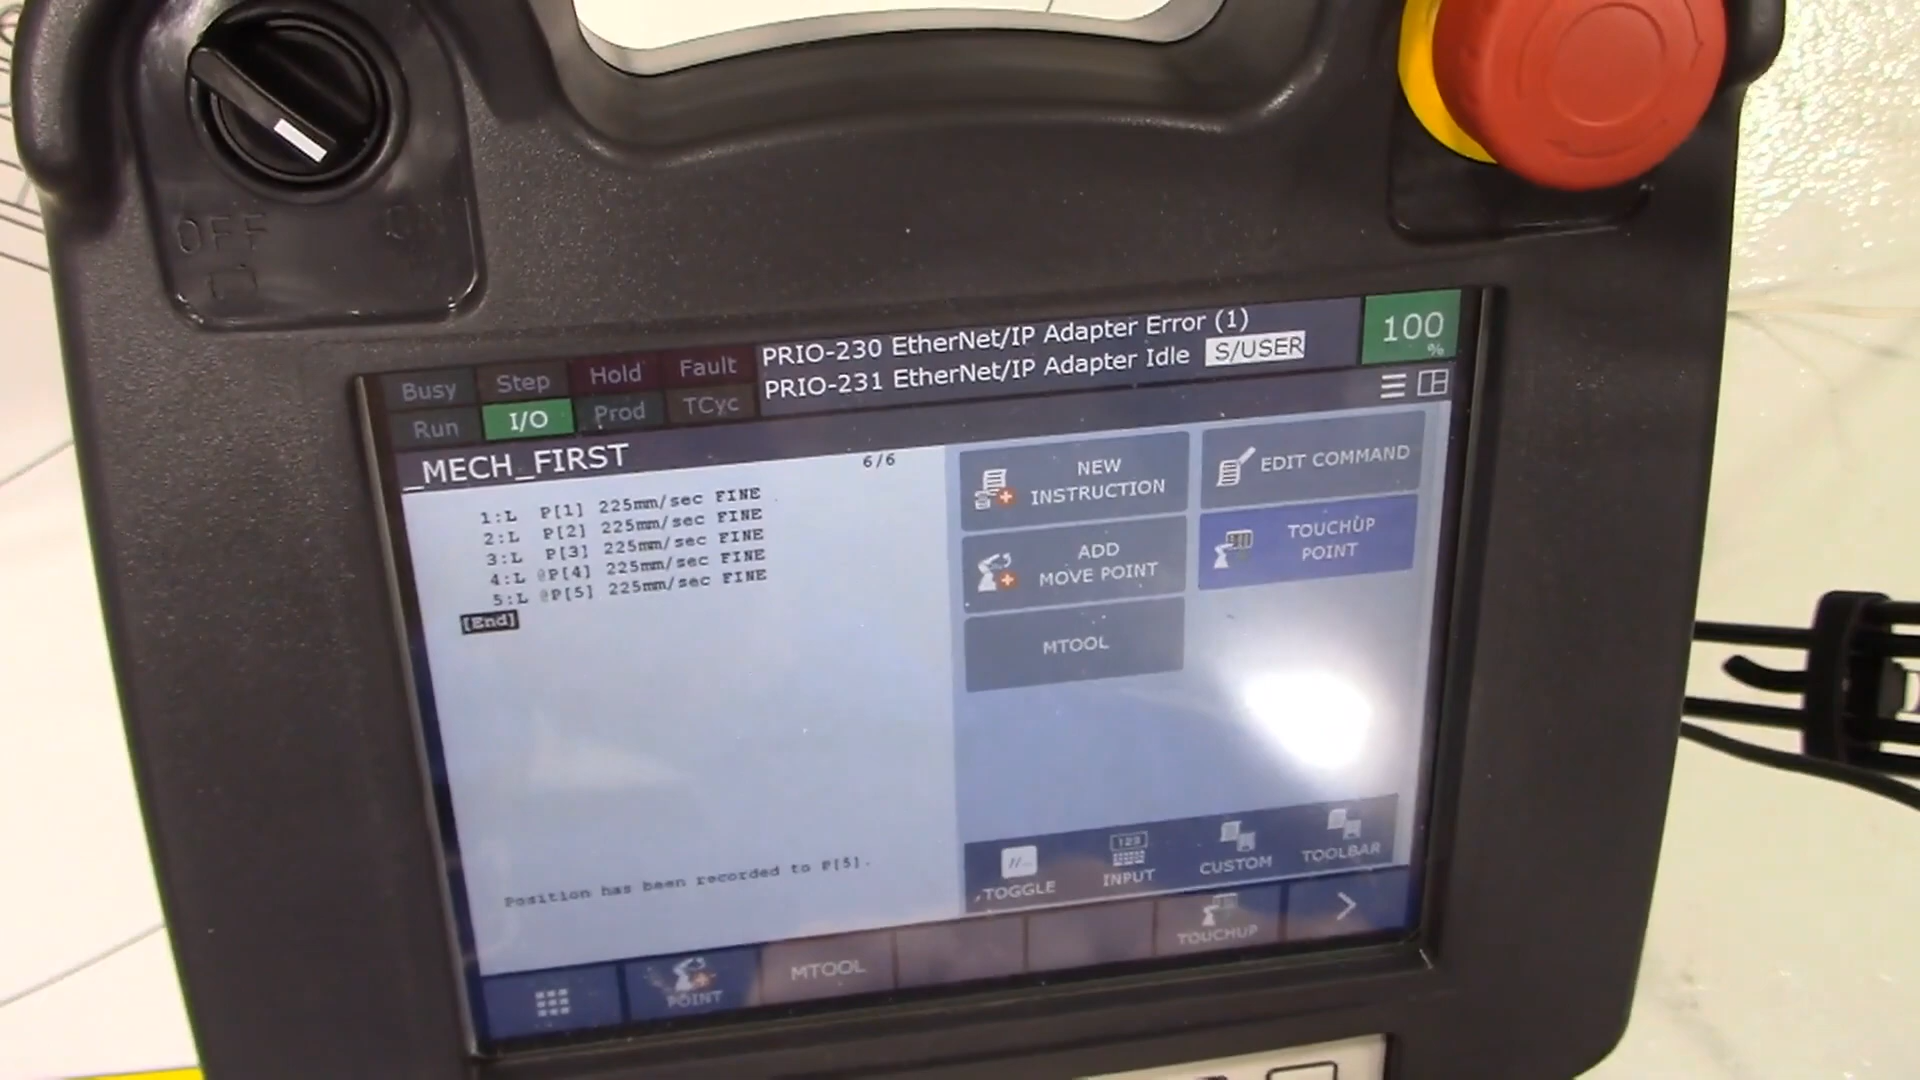 OFF ON
PRIO-230 EtherNet/IP Adapter Error (1)
PRIO-231 EtherNet/IP Adapter Idle S/USER
100 %
Busy Step Hold Fault
Run I/O Prod TCyc
_MECH_FIRST
6/6
1:L P[1] 225mm/sec FINE
2:L P[2] 225mm/sec FINE
3:L P[3] 225mm/sec FINE
4:L @P[4] 225mm/sec FINE
5:L @P[5] 225mm/sec FINE
[End]
Position has been recorded to P[5].
NEW
INSTRUCTION
EDIT COMMAND
ADD
MOVE POINT
TOUCHUP
POINT
MTOOL
TOGGLE INPUT CUSTOM TOOLBAR
POINT MTOOL TOUCHUP >